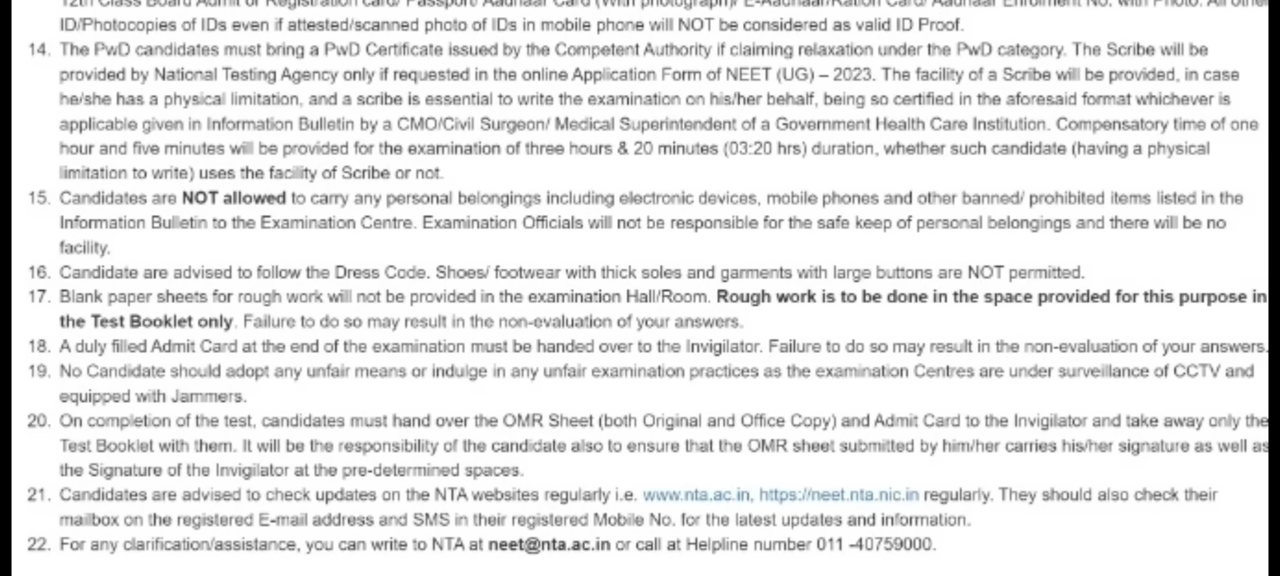 12th Class Board Admit or Registration card/ Passport/ Aadhaar Card (With photograph)/ E-Aadhaar/Ration Card/ Aadhaar Enrolment No. with Photo. All other
ID/Photocopies of IDs even if attested/scanned photo of IDs in mobile phone will NOT be considered as valid ID Proof.
14. The PwD candidates must bring a PwD Certificate issued by the Competent Authority if claiming relaxation under the PwD category. The Scribe will be
provided by National Testing Agency only if requested in the online Application Form of NEET (UG) – 2023. The facility of a Scribe will be provided, in case
he/she has a physical limitation, and a scribe is essential to write the examination on his/her behalf, being so certified in the aforesaid format whichever is
applicable given in Information Bulletin by a CMO/Civil Surgeon/ Medical Superintendent of a Government Health Care Institution. Compensatory time of one
hour and five minutes will be provided for the examination of three hours & 20 minutes (03:20 hrs) duration, whether such candidate (having a physical
limitation to write) uses the facility of Scribe or not.
15. Candidates are NOT allowed to carry any personal belongings including electronic devices, mobile phones and other banned/ prohibited items listed in the
Information Bulletin to the Examination Centre. Examination Officials will not be responsible for the safe keep of personal belongings and there will be no
facility.
16. Candidate are advised to follow the Dress Code. Shoes/ footwear with thick soles and garments with large buttons are NOT permitted.
17. Blank paper sheets for rough work will not be provided in the examination Hall/Room. Rough work is to be done in the space provided for this purpose in
the Test Booklet only. Failure to do so may result in the non-evaluation of your answers.
18. A duly filled Admit Card at the end of the examination must be handed over to the Invigilator. Failure to do so may result in the non-evaluation of your answers.
19. No Candidate should adopt any unfair means or indulge in any unfair examination practices as the examination Centres are under surveillance of CCTV and
equipped with Jammers.
20. On completion of the test, candidates must hand over the OMR Sheet (both Original and Office Copy) and Admit Card to the Invigilator and take away only the
Test Booklet with them. It will be the responsibility of the candidate also to ensure that the OMR sheet submitted by him/her carries his/her signature as well as
the Signature of the Invigilator at the pre-determined spaces.
21. Candidates are advised to check updates on the NTA websites regularly i.e. www.nta.ac.in, https://neet.nta.nic.in regularly. They should also check their
mailbox on the registered E-mail address and SMS in their registered Mobile No. for the latest updates and information.
22. For any clarification/assistance, you can write to NTA at neet@nta.ac.in or call at Helpline number 011 -40759000.